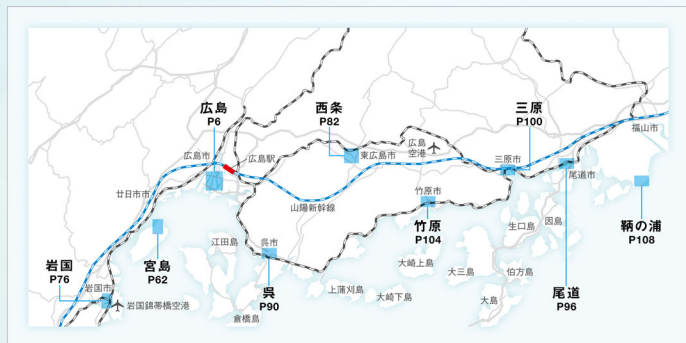 広島
P6
西条
P82
三原
P100
広島市
広島駅
東広島市
広島
空港
三原市
福山市
尾道市
廿日市市
山陽新幹線
竹原市
生口島
因島
鞆の浦
P108
竹原
P104
江田島
呉市
宮島
P62
岩国
P76
岩国市
岩国錦帯橋空港
倉橋島
呉
P90
上蒲刈島
大崎下島
大崎上島
大三島
伯方島
大島
尾道
P96